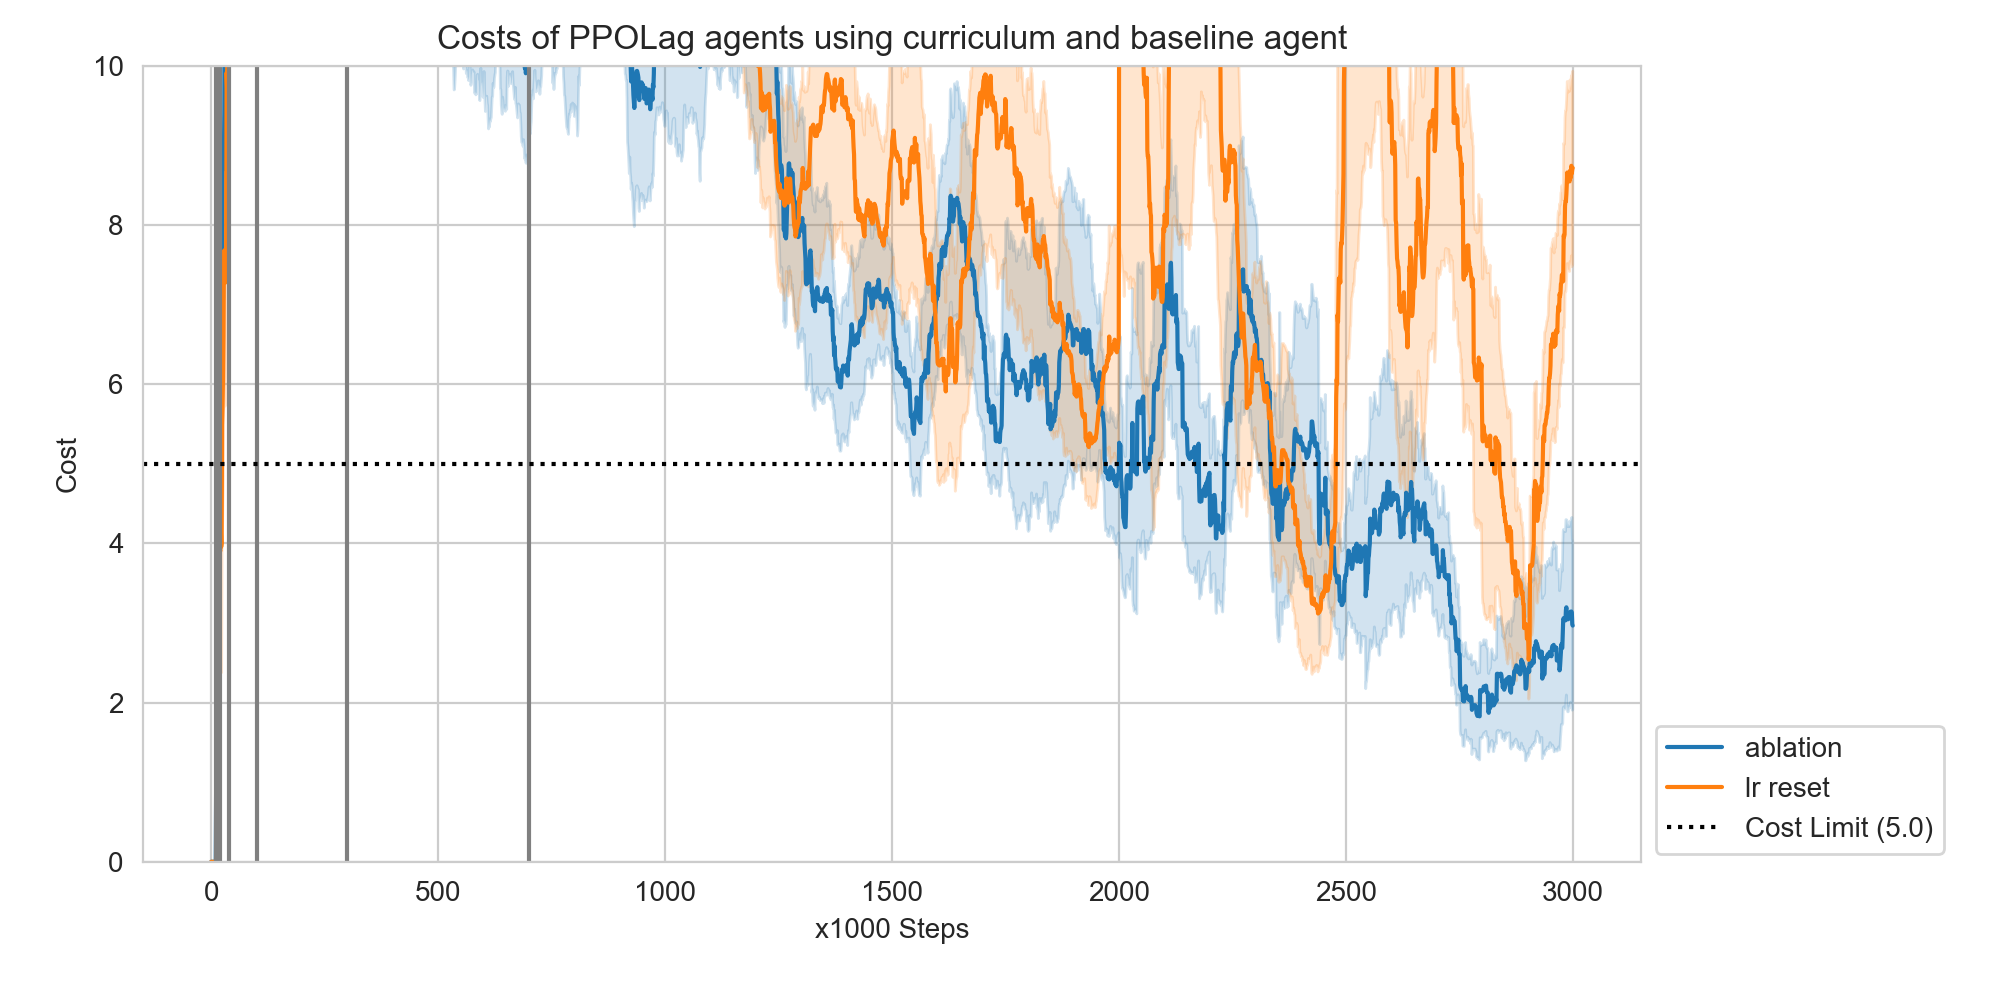 Costs of PPOLag agents using curriculum and baseline agent
10
8
6
4
2
0
Cost
0 500 1000 1500 2000 2500 3000
x1000 Steps
ablation
lr reset
Cost Limit (5.0)